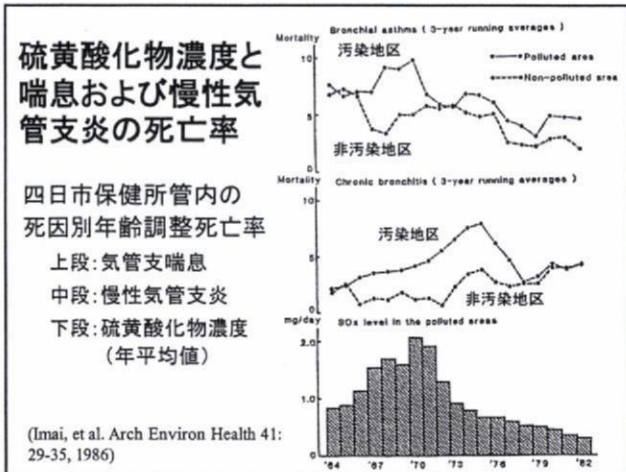 硫黄酸化物濃度と
喘息および慢性気
管支炎の死亡率
四日市保健所管内の
死因別年齢調整死亡率
上段:気管支喘息
中段:慢性気管支炎
下段:硫黄酸化物濃度
(年平均値)
(Imai, et al. Arch Environ Health 41:
29-35, 1986)
Bronchial asthma ( 3-year running averages )
Mortality
汚染地区
Polluted area
Non-polluted area
非汚染地区
10
5
0
Mortality
Chronic bronchitis ( 3-year running averages )
汚染地区
非汚染地区
10
5
0
mg/day
SOx level in the polluted areas
2.0
1.0
0
'64 '67 '70 '73 '76 '79 '82